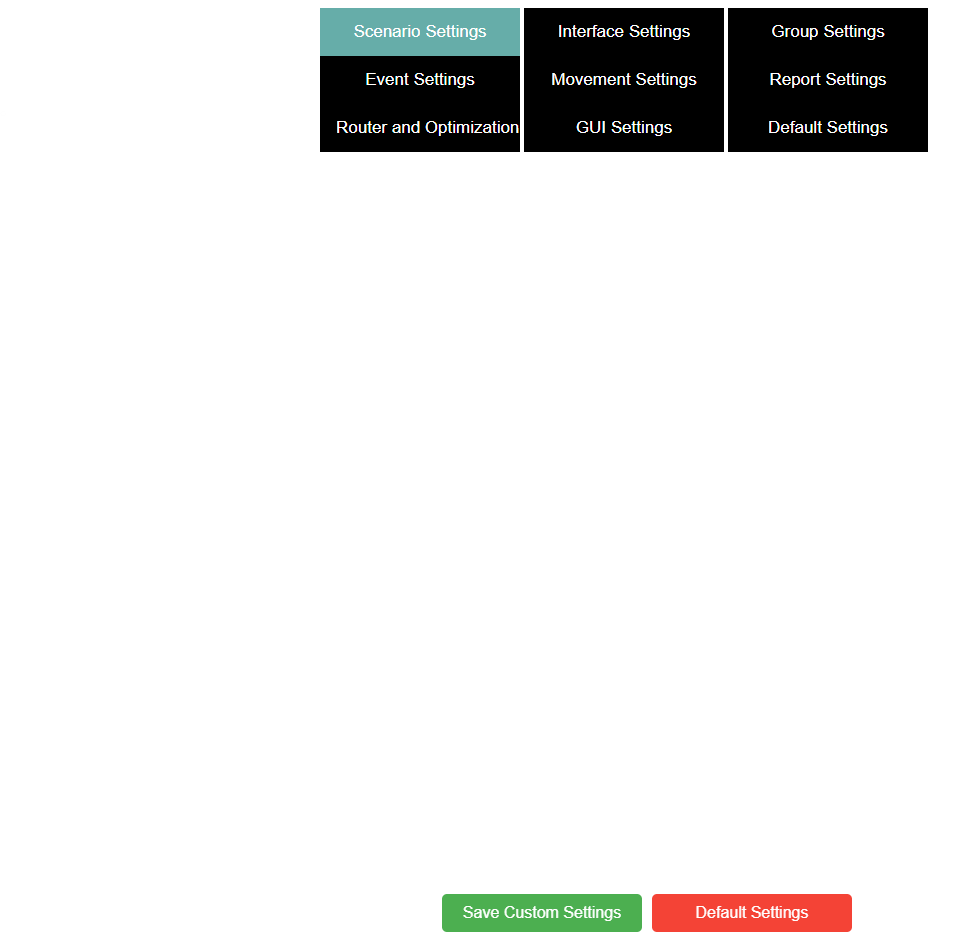 Scenario Settings
Interface Settings
Group Settings
Event Settings
Movement Settings
Report Settings
Router and Optimization
GUI Settings
Default Settings
Save Custom Settings
Default Settings